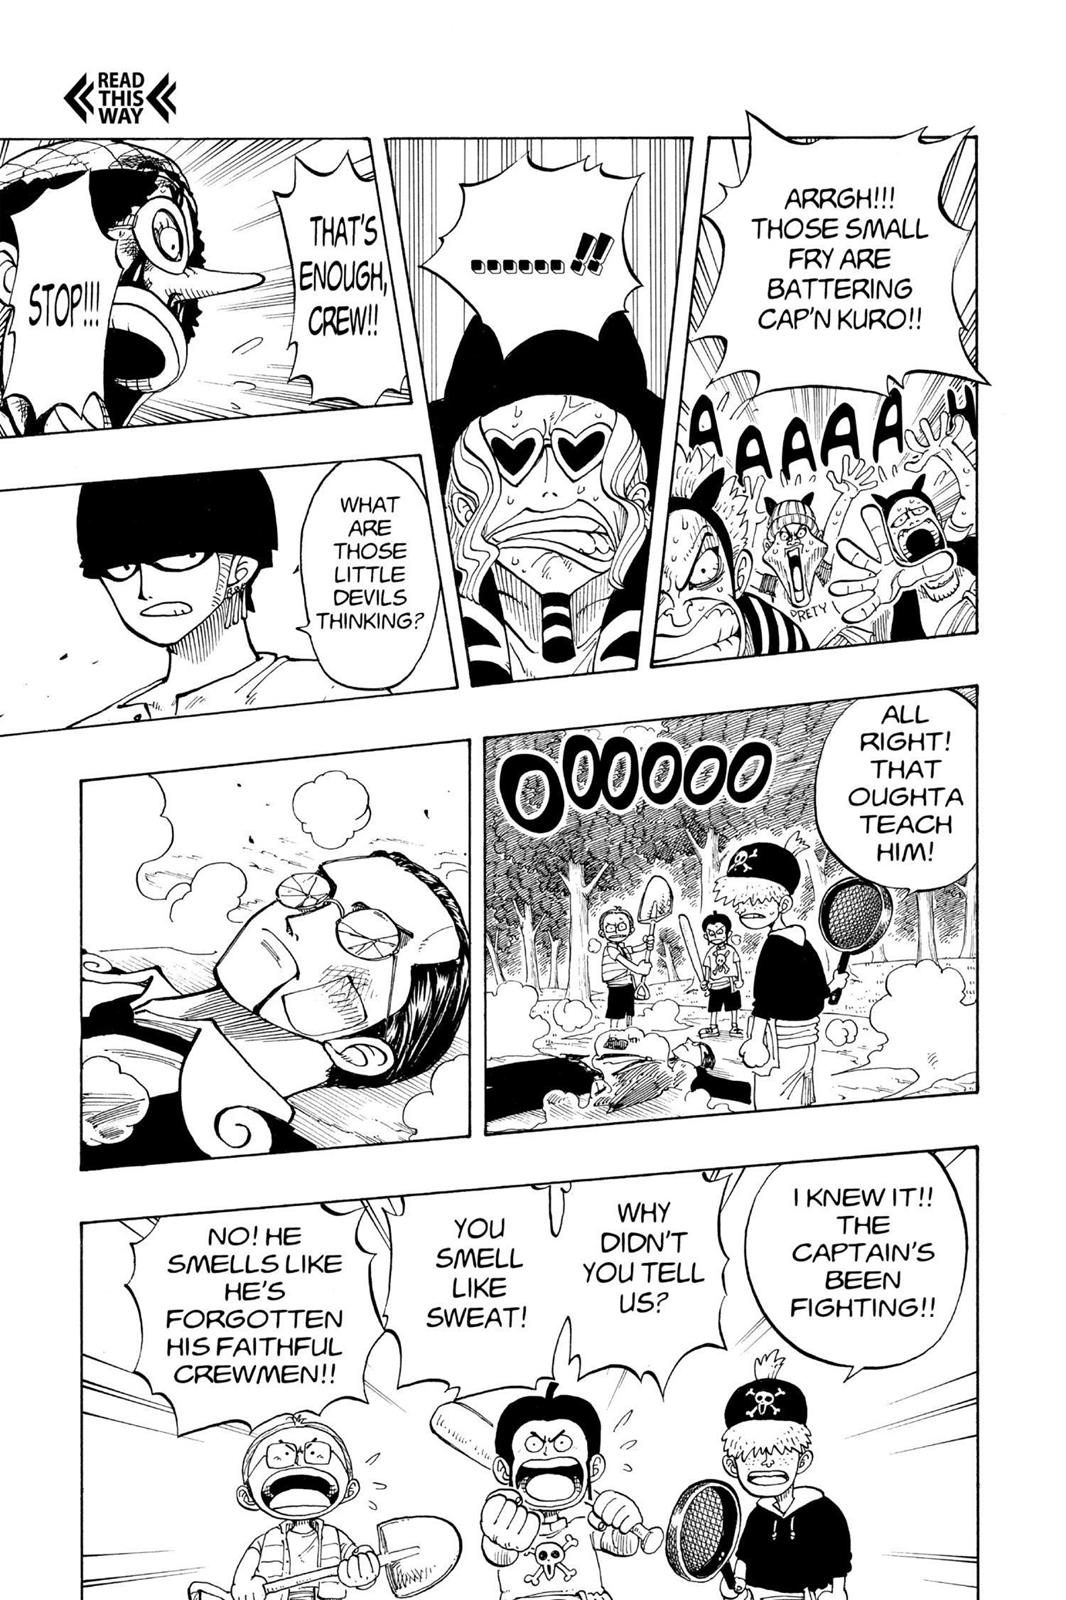 READ
THIS
WAY
ARRGH!!!
THOSE SMALL
FRY ARE
BATTERING
CAP'N KURO!!
AAAAAAH
PRETY!
.......!!
THAT'S
ENOUGH,
CREW!!
STOP!!!
WHAT
ARE
THOSE
LITTLE
DEVILS
THINKING?
ALL
RIGHT!
THAT
OUGHTA
TEACH
HIM!
OOOOOOO
I KNEW IT!!
THE
CAPTAIN'S
BEEN
FIGHTING!!
WHY
DIDN'T
YOU TELL
US?
YOU
SMELL
LIKE
SWEAT!
NO! HE
SMELLS LIKE
HE'S
FORGOTTEN
HIS FAITHFUL
CREWMEN!!